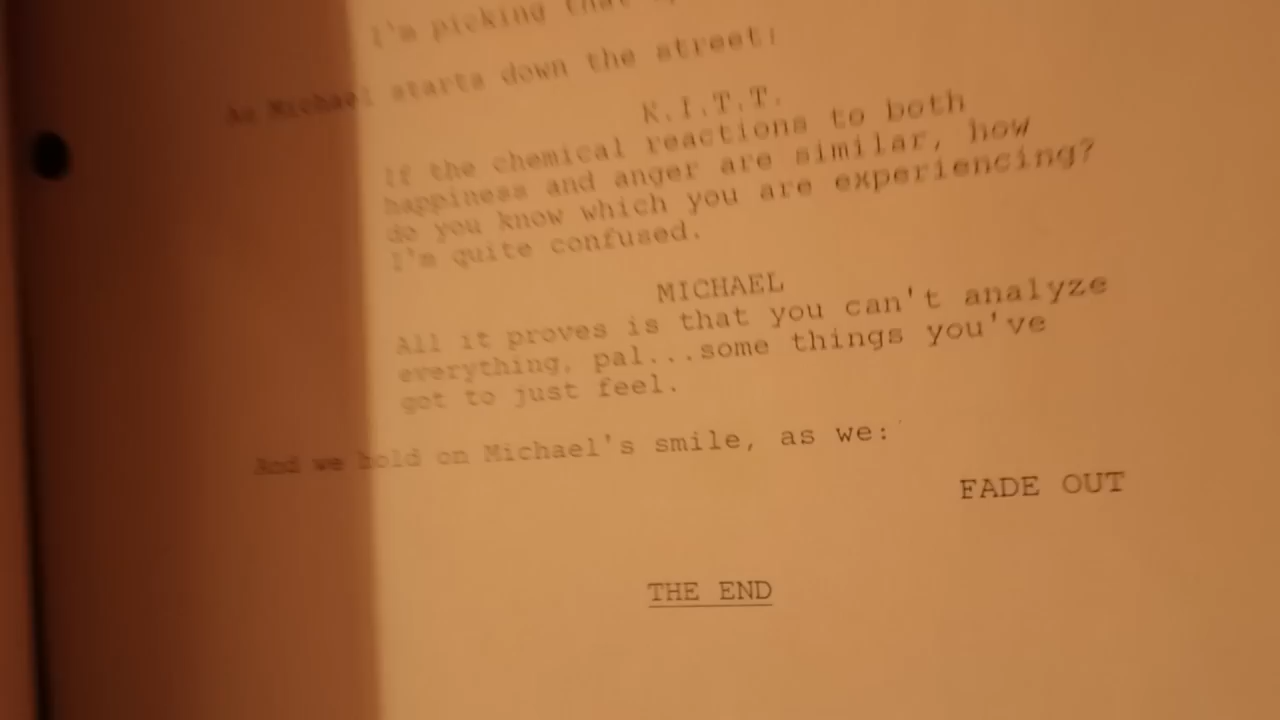 I'm picking that
As Michael starts down the street:
K.I.T.T.
If the chemical reactions to both
happiness and anger are similar, how
do you know which you are experiencing?
I'm quite confused.
MICHAEL
All it proves is that you can't analyze
everything, pal...some things you've
got to just feel.
And we hold on Michael's smile, as we:
FADE OUT
THE END